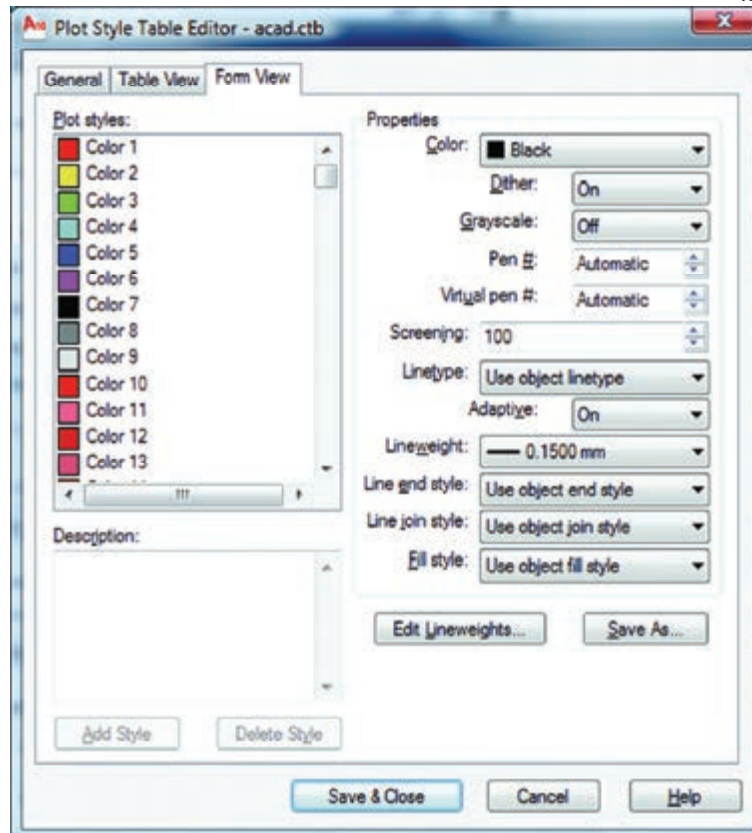 Plot Style Table Editor - acad.ctb
General Table View Form View
Plot styles:
Color 1
Color 2
Color 3
Color 4
Color 5
Color 6
Color 7
Color 8
Color 9
Color 10
Color 11
Color 12
Color 13
Description:
Add Style Delete Style
Properties
Color: Black
Dither: On
Grayscale: Off
Pen #: Automatic
Virtual pen #: Automatic
Screening: 100
Linetype: Use object linetype
Adaptive: On
Lineweight: 0.1500 mm
Line end style: Use object end style
Line join style: Use object join style
Fill style: Use object fill style
Edit Lineweights... Save As...
Save & Close Cancel Help